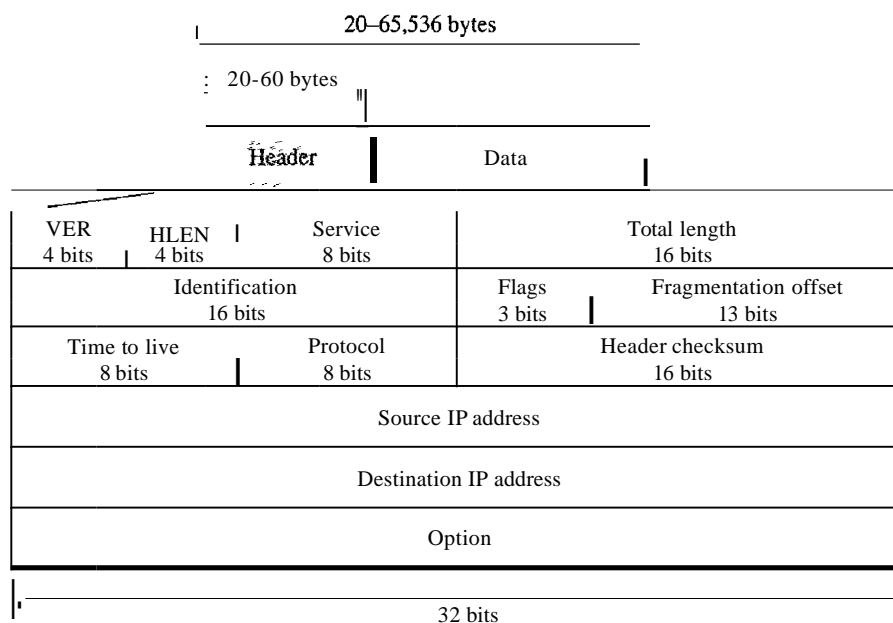 20–65,536 bytes
20-60 bytes
Header
Data
VER
4 bits
HLEN
4 bits
Service
8 bits
Total length
16 bits
Identification
16 bits
Flags
3 bits
Fragmentation offset
13 bits
Time to live
8 bits
Protocol
8 bits
Header checksum
16 bits
Source IP address
Destination IP address
Option
32 bits